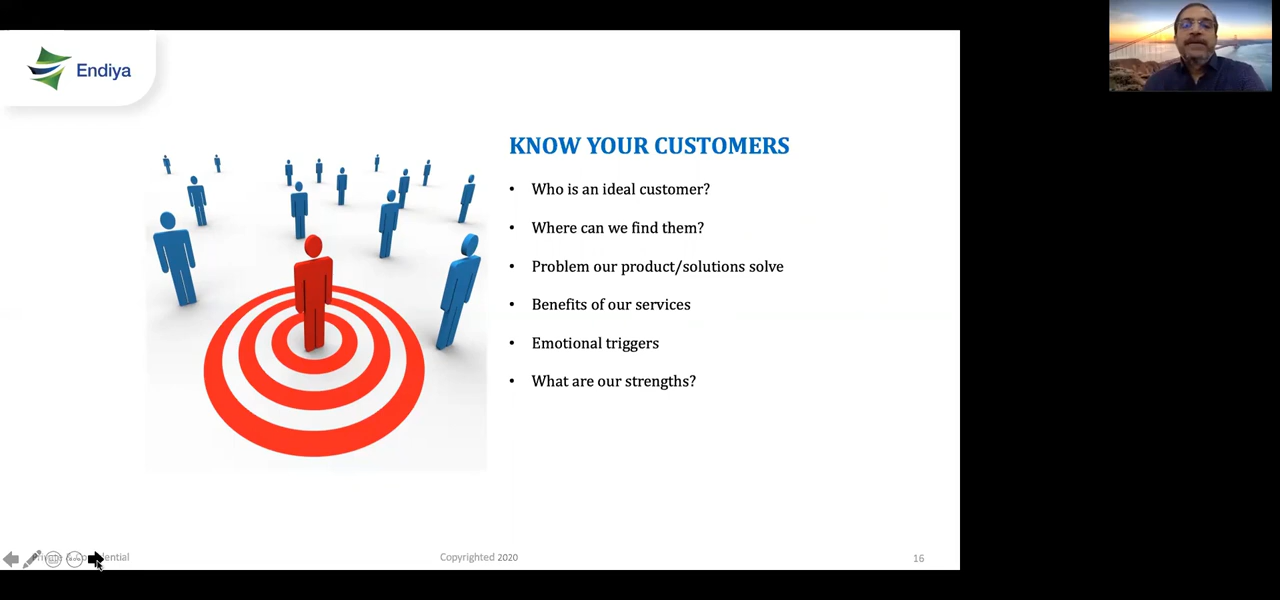 Endiya
KNOW YOUR CUSTOMERS
• Who is an ideal customer?
• Where can we find them?
• Problem our product/solutions solve
• Benefits of our services
• Emotional triggers
• What are our strengths?
Copyrighted 2020
16